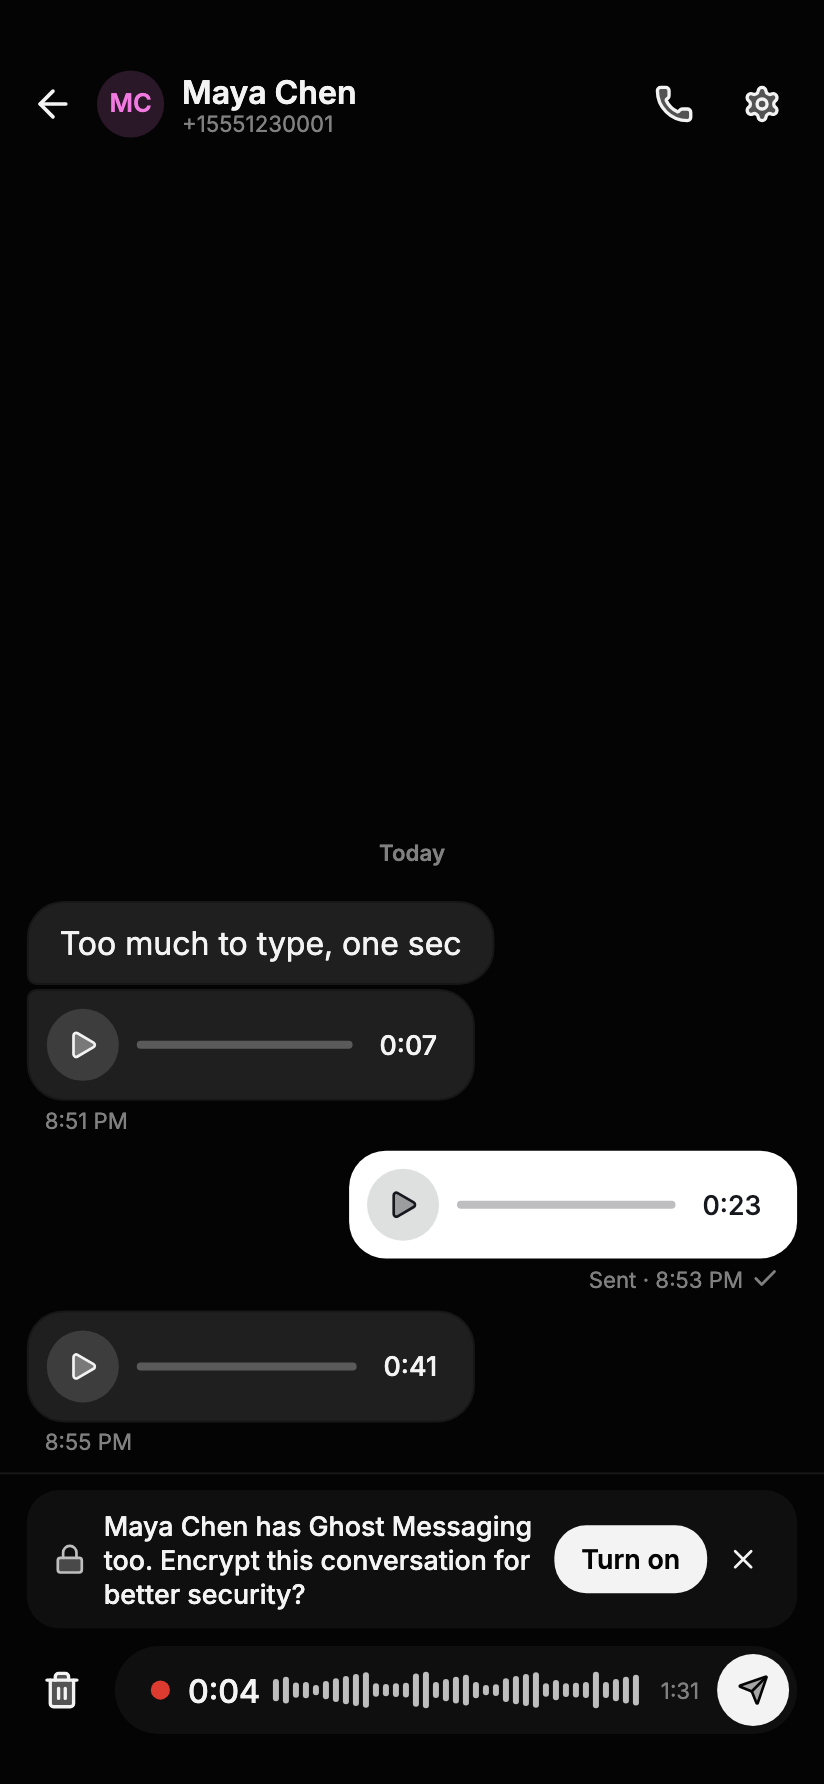 MC
Maya Chen
+15551230001
Today
Too much to type, one sec
0:07
8:51 PM
0:23
Sent · 8:53 PM
0:41
8:55 PM
Maya Chen has Ghost Messaging
too. Encrypt this conversation for
better security?
Turn on
0:04
1:31